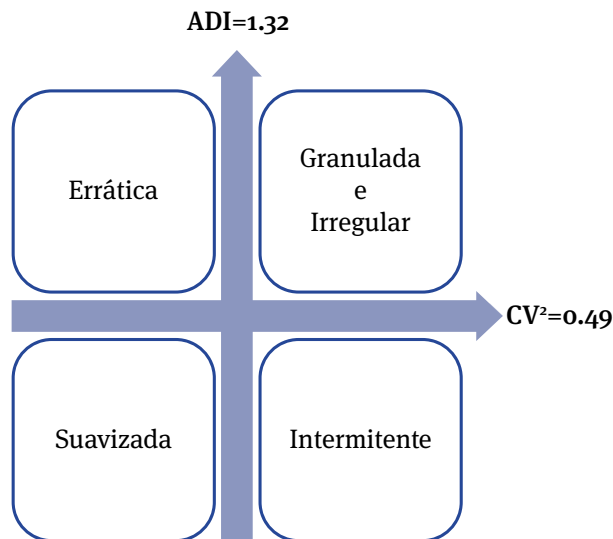 ADI=1.32
Errática
Granulada
e
Irregular
CV²=0.49
Suavizada
Intermitente